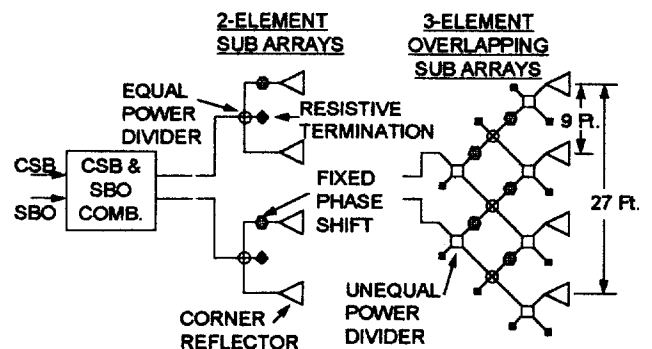 2-ELEMENT
SUB ARRAYS
3-ELEMENT
OVERLAPPING
SUB ARRAYS
EQUAL
POWER
DIVIDER
RESISTIVE
TERMINATION
9 Ft.
CSB
SBO
CSB &
SBO
COMB.
FIXED
PHASE
SHIFT
27 Ft.
UNEQUAL
POWER
DIVIDER
CORNER
REFLECTOR